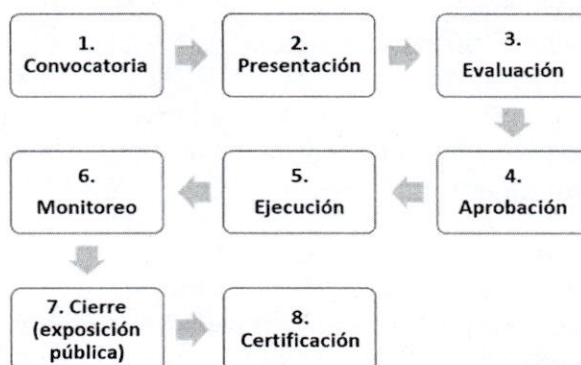 1.
Convocatoria
2.
Presentación
3.
Evaluación
4.
Aprobación
5.
Ejecución
6.
Monitoreo
7. Cierre
(exposición
pública)
8.
Certificación